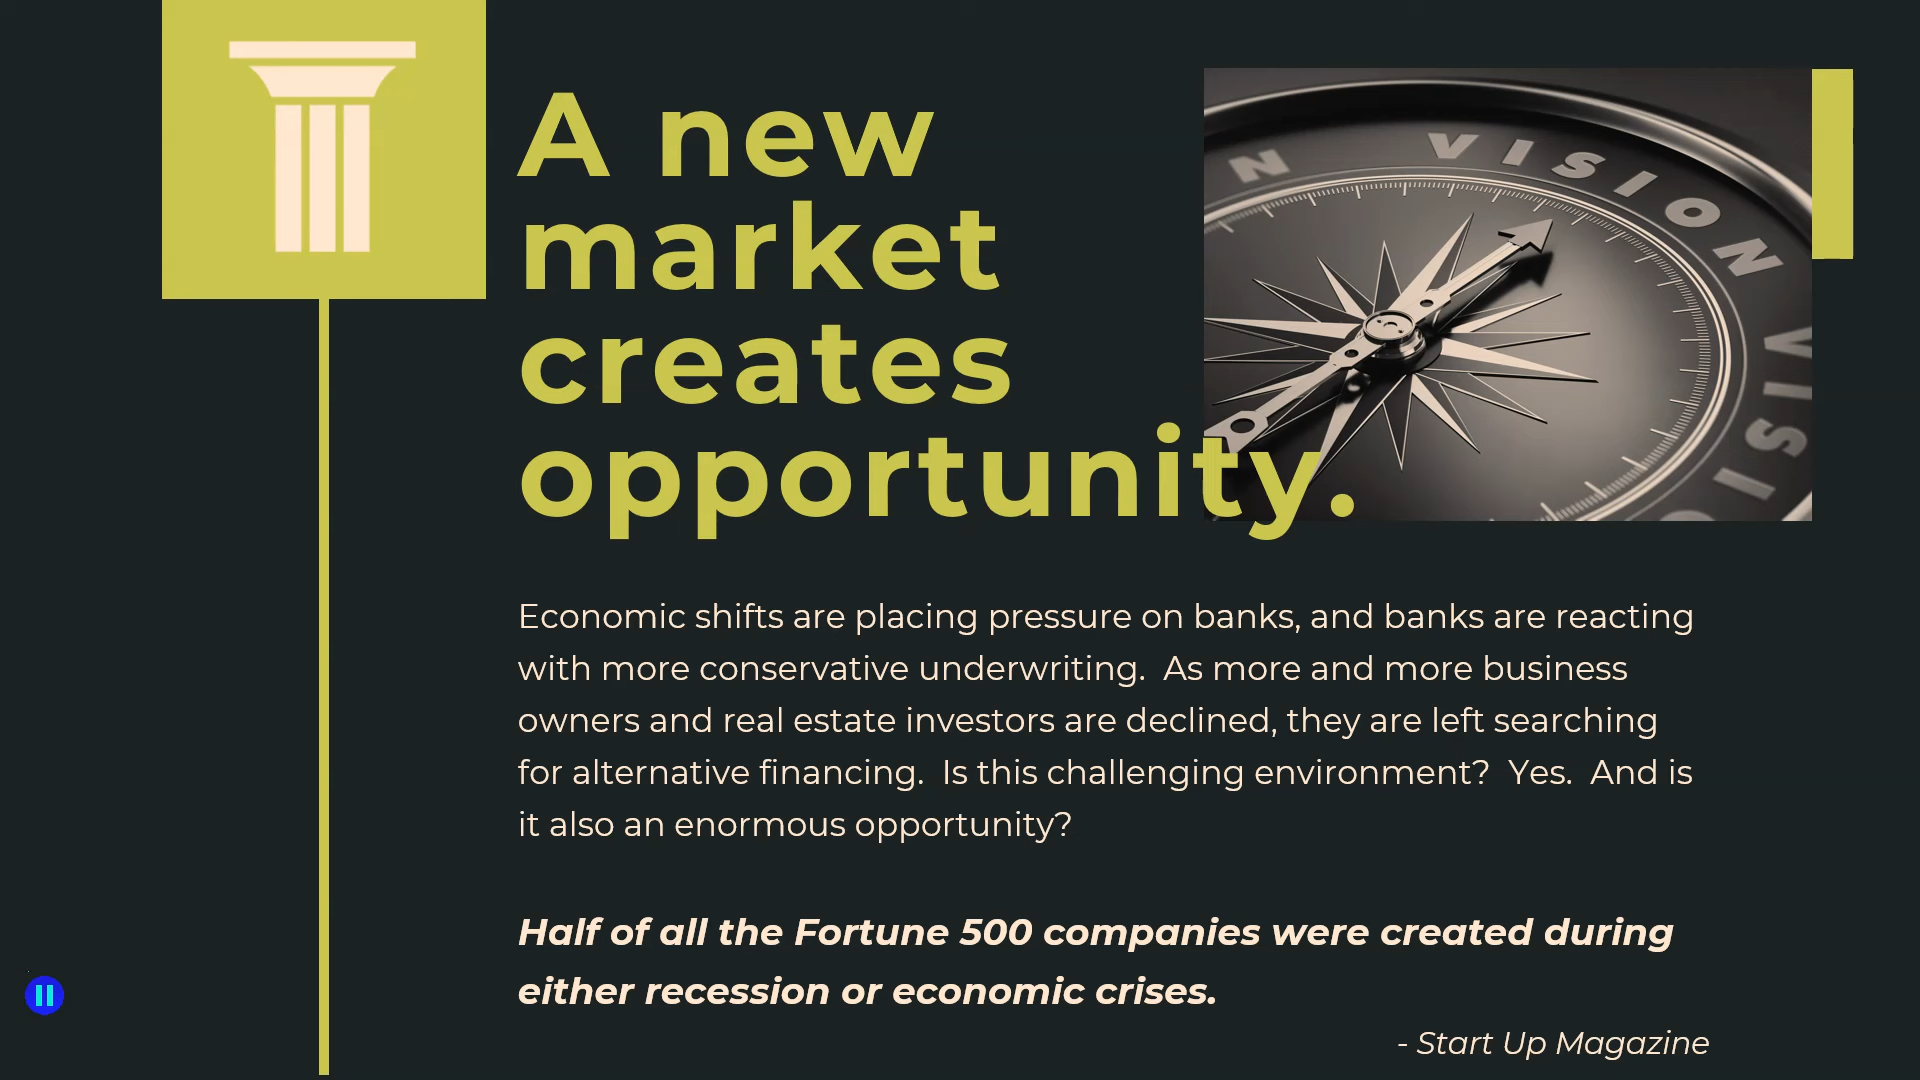 A new
market
creates
opportunity.
N VISION VISI
Economic shifts are placing pressure on banks, and banks are reacting
with more conservative underwriting.  As more and more business
owners and real estate investors are declined, they are left searching
for alternative financing.  Is this challenging environment?  Yes.  And is
it also an enormous opportunity?
Half of all the Fortune 500 companies were created during
either recession or economic crises.
- Start Up Magazine